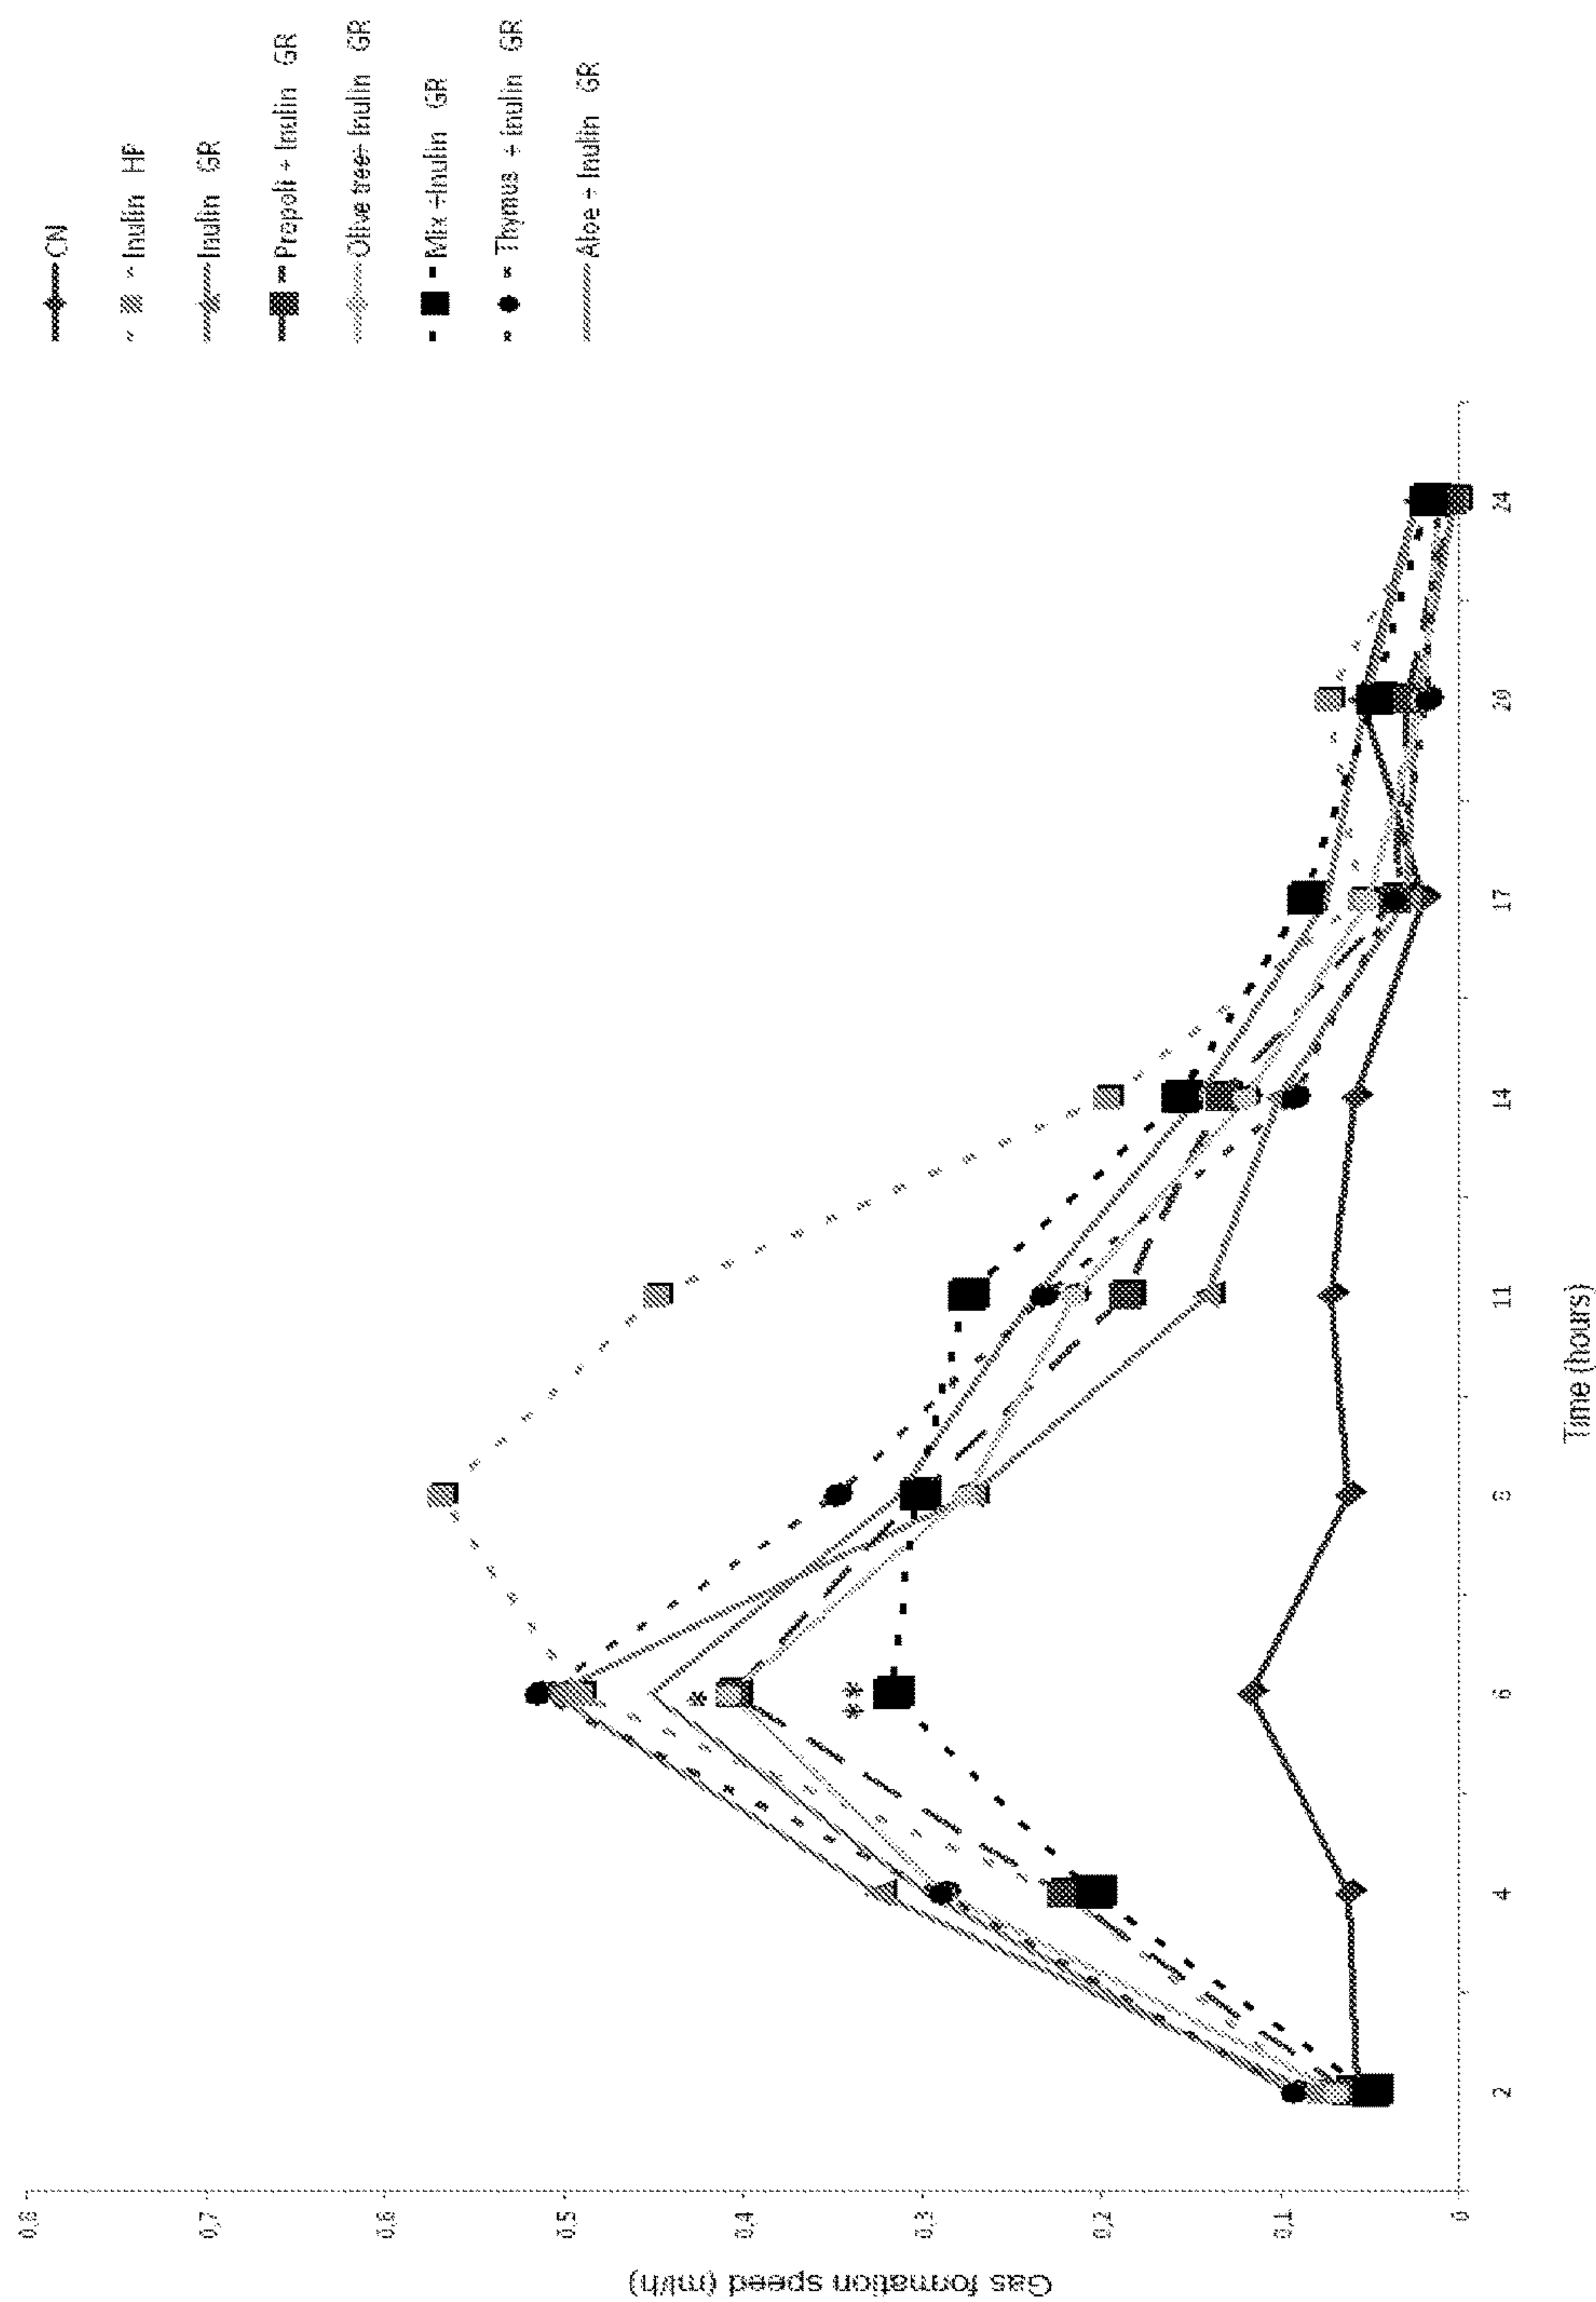 CN
Inulin HP
Inulin GR
Propoli + Inulin GR
Olive tree+ Inulin GR
Mix +Inulin GR
Thymus + Inulin GR
Aloe + Inulin GR
Gas formation speed (ml/h)
0,8
0,7
0,6
0,5
0,4
0,3
0,2
0,1
0
*
**
2
4
6
8
11
14
17
20
24
Time (hours)